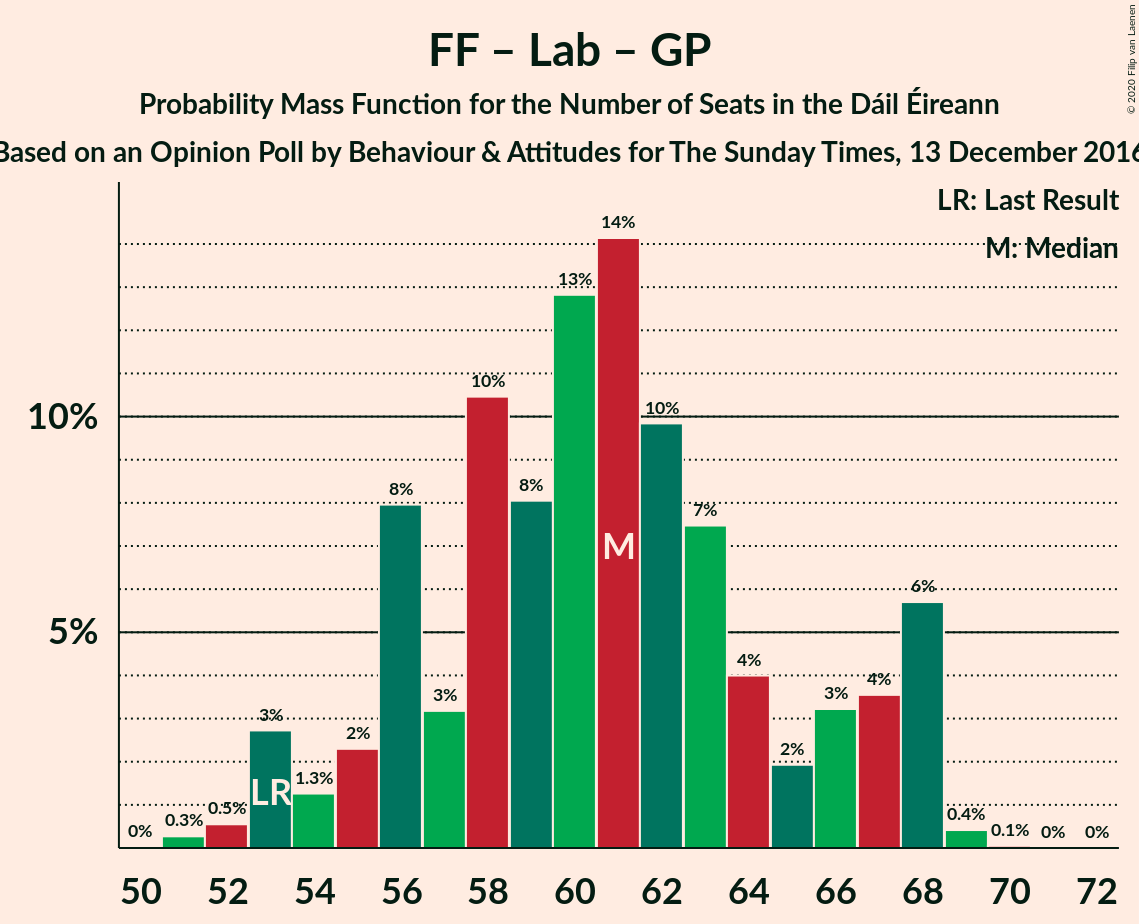 FF – Lab – GP
Probability Mass Function for the Number of Seats in the Dáil Éireann
Based on an Opinion Poll by Behaviour & Attitudes for The Sunday Times, 13 December 2016
© 2020 Filip van Laenen
LR: Last Result
M: Median
14%
13%
10%
10%
10%
8%
8%
7%
6%
5%
4%
4%
3%
3%
3%
2%
2%
1.3%
0.5%
0.3%
0%
0.4%
0.1%
0%
0%
M
LR
50 52 54 56 58 60 62 64 66 68 70 72